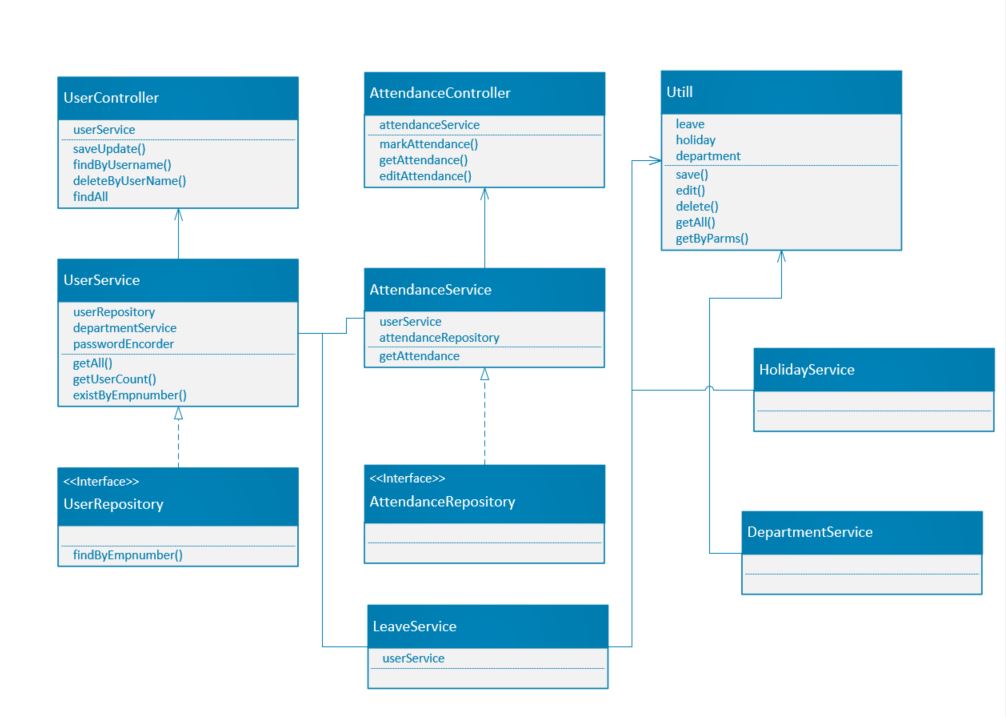 UserController
userService
saveUpdate()
findByUsername()
deleteByUserName()
findAll
AttendanceController
attendanceService
markAttendance()
getAttendance()
editAttendance()
Utill
leave
holiday
department
save()
edit()
delete()
getAll()
getByParms()
UserService
userRepository
departmentService
passwordEncorder
getAll()
getUserCount()
existByEmpnumber()
AttendanceService
userService
attendanceRepository
getAttendance
HolidayService
<<Interface>>
UserRepository
findByEmpnumber()
<<Interface>>
AttendanceRepository
DepartmentService
LeaveService
userService